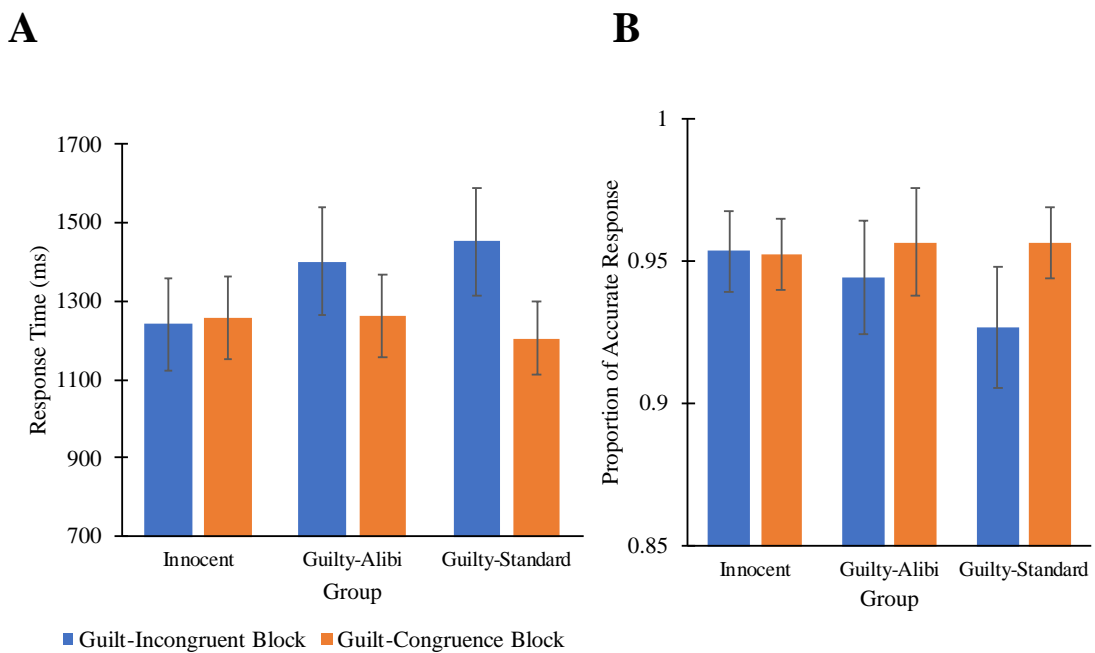 A
B
1700
1500
1300
1100
900
700
Response Time (ms)
Innocent Guilty-Alibi Guilty-Standard
Group
1
0.95
0.9
0.85
Proportion of Accurate Response
Innocent Guilty-Alibi Guilty-Standard
Group
Guilt-Incongruent Block Guilt-Congruence Block